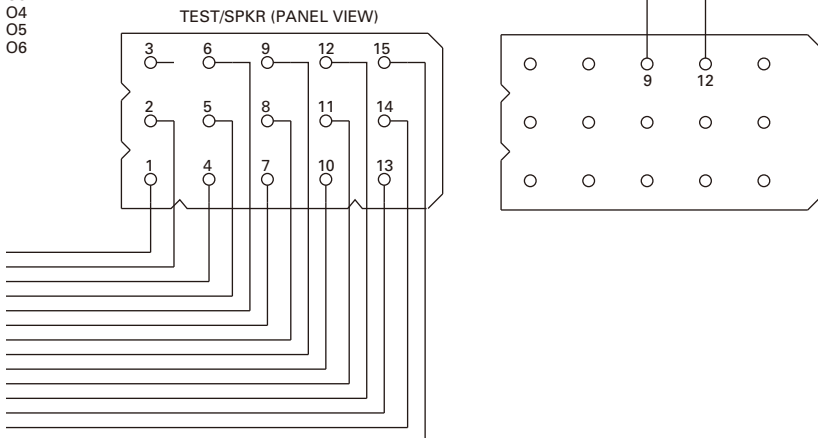 O4
O5
O6
TEST/SPKR (PANEL VIEW)
3 6 9 12 15
2 5 8 11 14
1 4 7 10 13
9 12